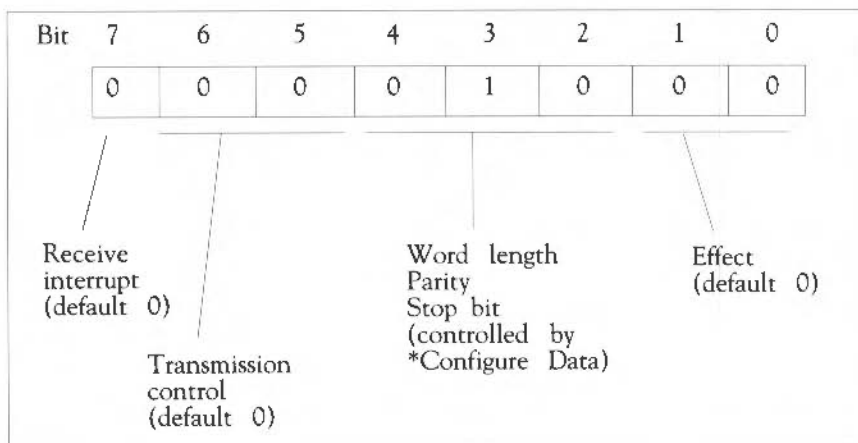 Bit 7 6 5 4 3 2 1 0
0 0 0 0 1 0 0 0
Receive
interrupt
(default 0)
Transmission
control
(default 0)
Word length
Parity
Stop bit
(controlled by
*Configure Data)
Effect
(default 0)